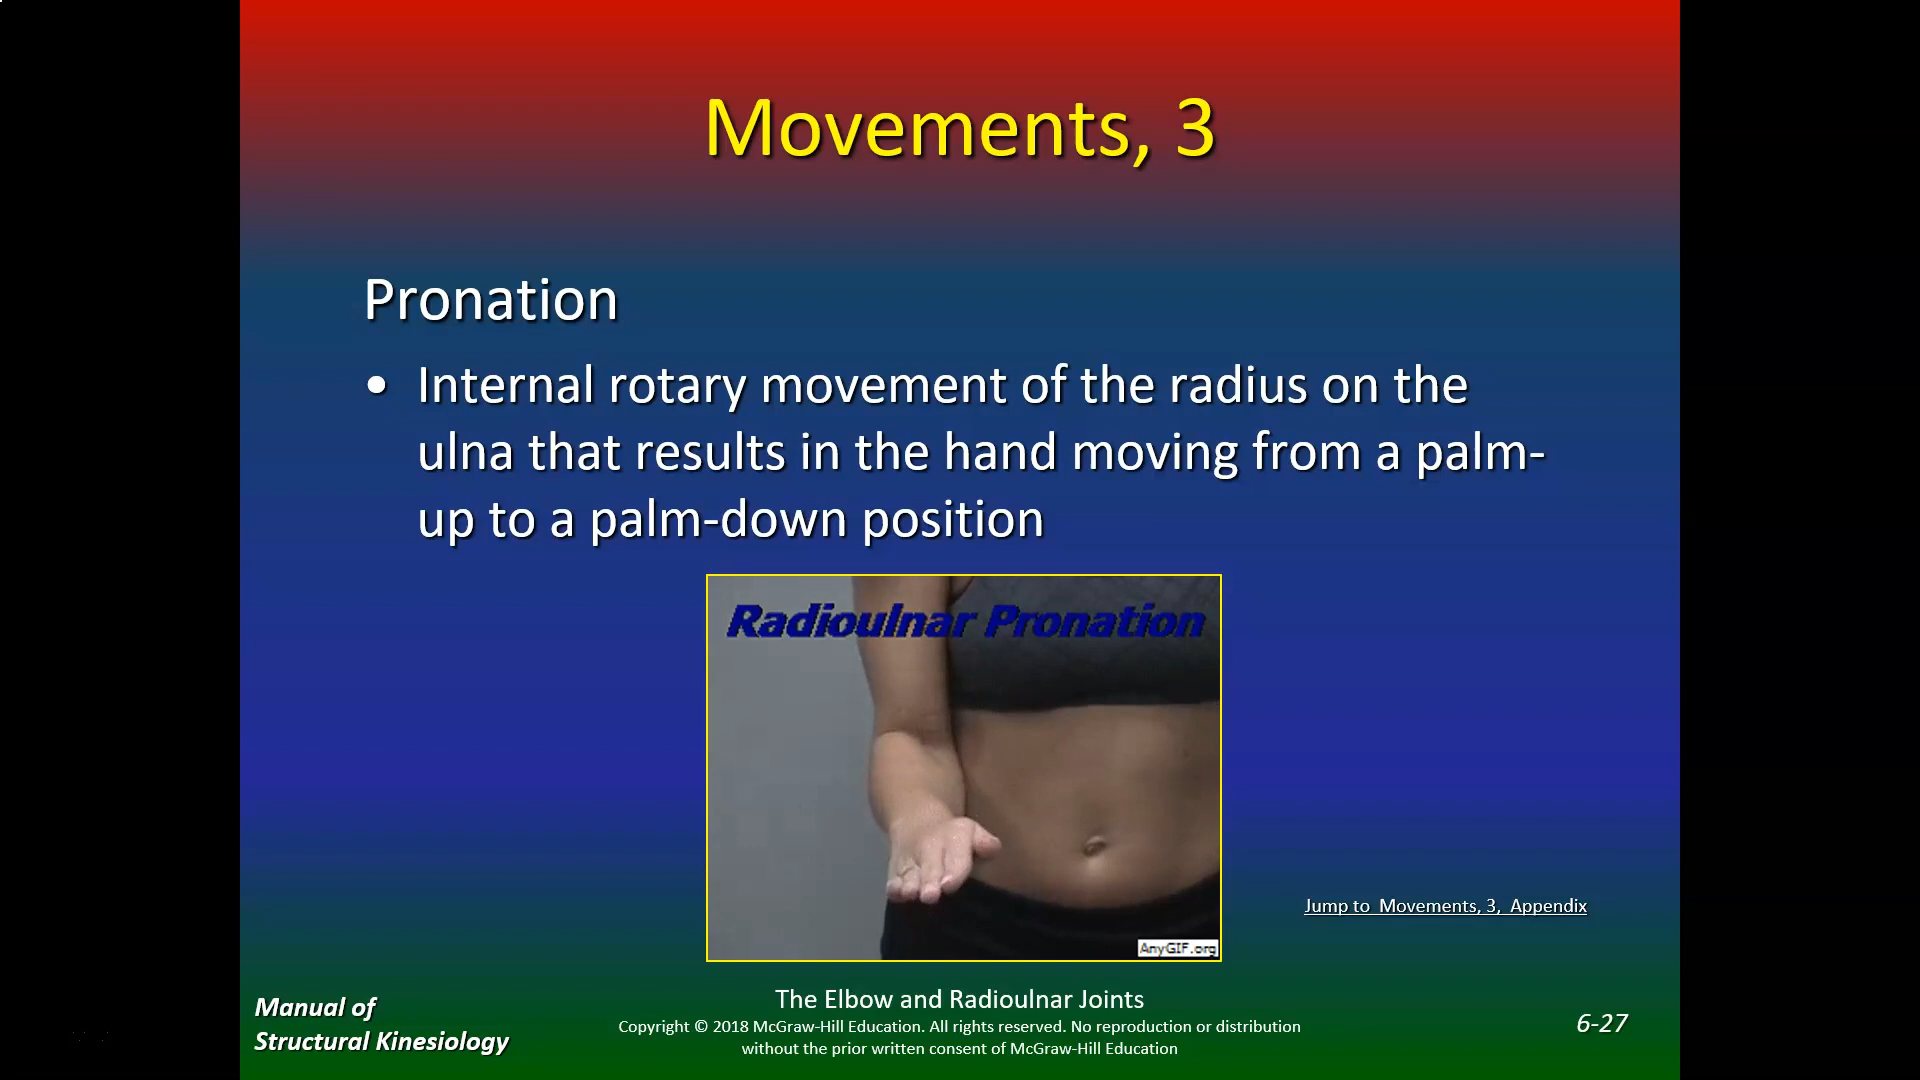 Movements, 3
Pronation
• Internal rotary movement of the radius on the
ulna that results in the hand moving from a palm-
up to a palm-down position
Radioulnar Pronation
AnyGIF.org
Jump to  Movements, 3,  Appendix
Manual of
Structural Kinesiology
The Elbow and Radioulnar Joints
Copyright © 2018 McGraw-Hill Education. All rights reserved. No reproduction or distribution
without the prior written consent of McGraw-Hill Education
6-27